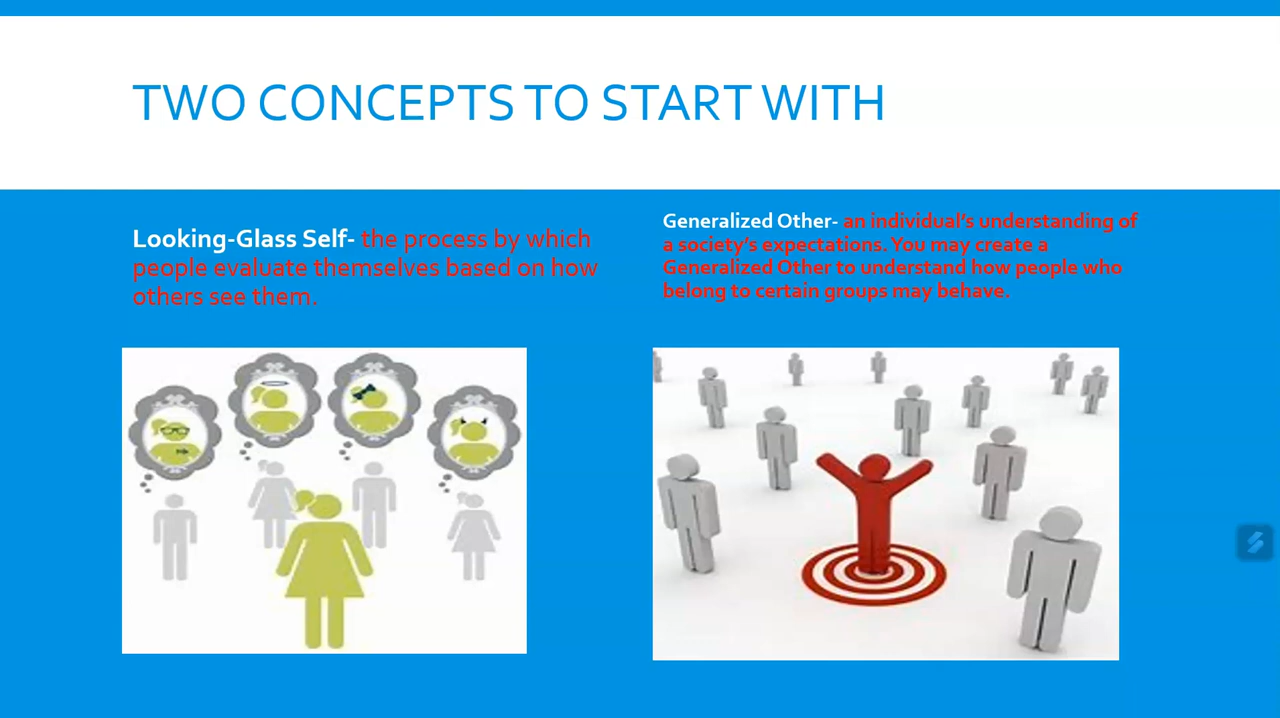 TWO CONCEPTS TO START WITH
Looking-Glass Self- the process by which
people evaluate themselves based on how
others see them.
Generalized Other- an individual's understanding of
a society's expectations. You may create a
Generalized Other to understand how people who
belong to certain groups may behave.